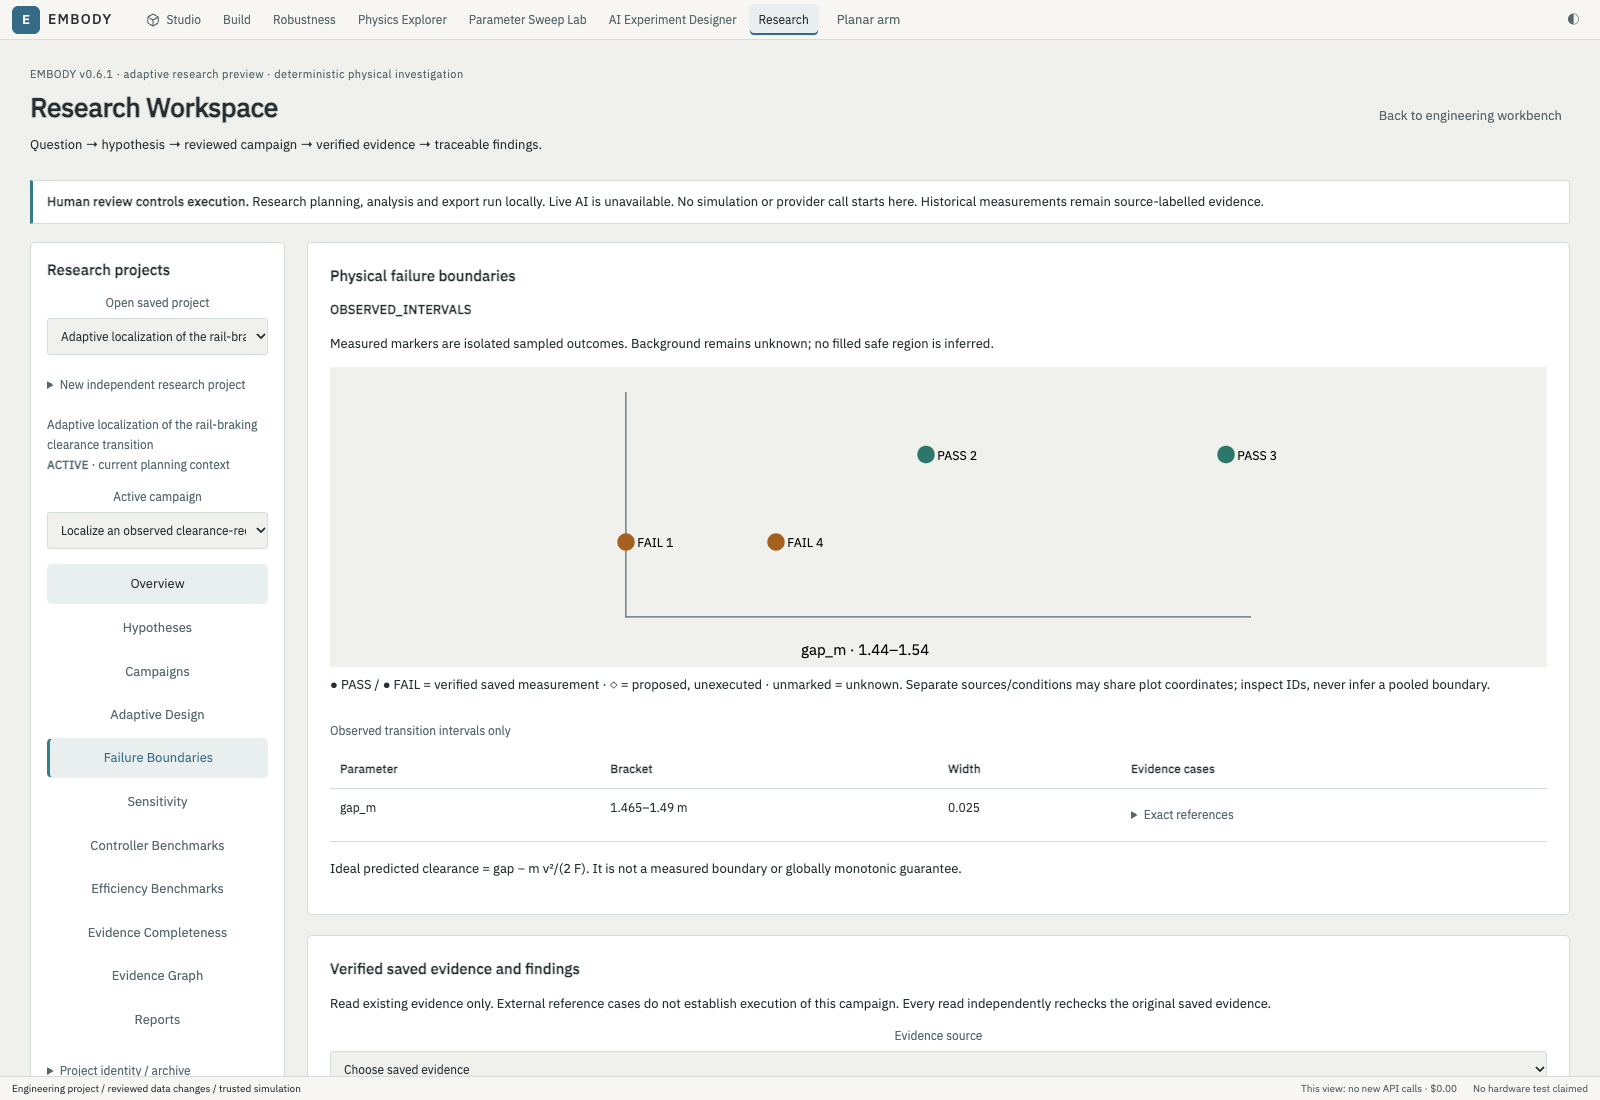 E EMBODY Studio Build Robustness Physics Explorer Parameter Sweep Lab AI Experiment Designer Research Planar arm
EMBODY v0.6.1 · adaptive research preview · deterministic physical investigation
Research Workspace
Back to engineering workbench
Question → hypothesis → reviewed campaign → verified evidence → traceable findings.
Human review controls execution. Research planning, analysis and export run locally. Live AI is unavailable. No simulation or provider call starts here. Historical measurements remain source-labelled evidence.
Research projects
Open saved project
Adaptive localization of the rail-bra
New independent research project
Adaptive localization of the rail-braking
clearance transition
ACTIVE · current planning context
Active campaign
Localize an observed clearance-re
Overview
Hypotheses
Campaigns
Adaptive Design
Failure Boundaries
Sensitivity
Controller Benchmarks
Efficiency Benchmarks
Evidence Completeness
Evidence Graph
Reports
Project identity / archive
Physical failure boundaries
OBSERVED_INTERVALS
Measured markers are isolated sampled outcomes. Background remains unknown; no filled safe region is inferred.
PASS 2
PASS 3
FAIL 1
FAIL 4
gap_m · 1.44–1.54
● PASS / ● FAIL = verified saved measurement · ◇ = proposed, unexecuted · unmarked = unknown. Separate sources/conditions may share plot coordinates; inspect IDs, never infer a pooled boundary.
Observed transition intervals only
Parameter Bracket Width Evidence cases
gap_m 1.465–1.49 m 0.025 Exact references
Ideal predicted clearance = gap − m v²/(2 F). It is not a measured boundary or globally monotonic guarantee.
Verified saved evidence and findings
Read existing evidence only. External reference cases do not establish execution of this campaign. Every read independently rechecks the original saved evidence.
Evidence source
Choose saved evidence
Engineering project / reviewed data changes / trusted simulation
This view: no new API calls · $0.00 No hardware test claimed